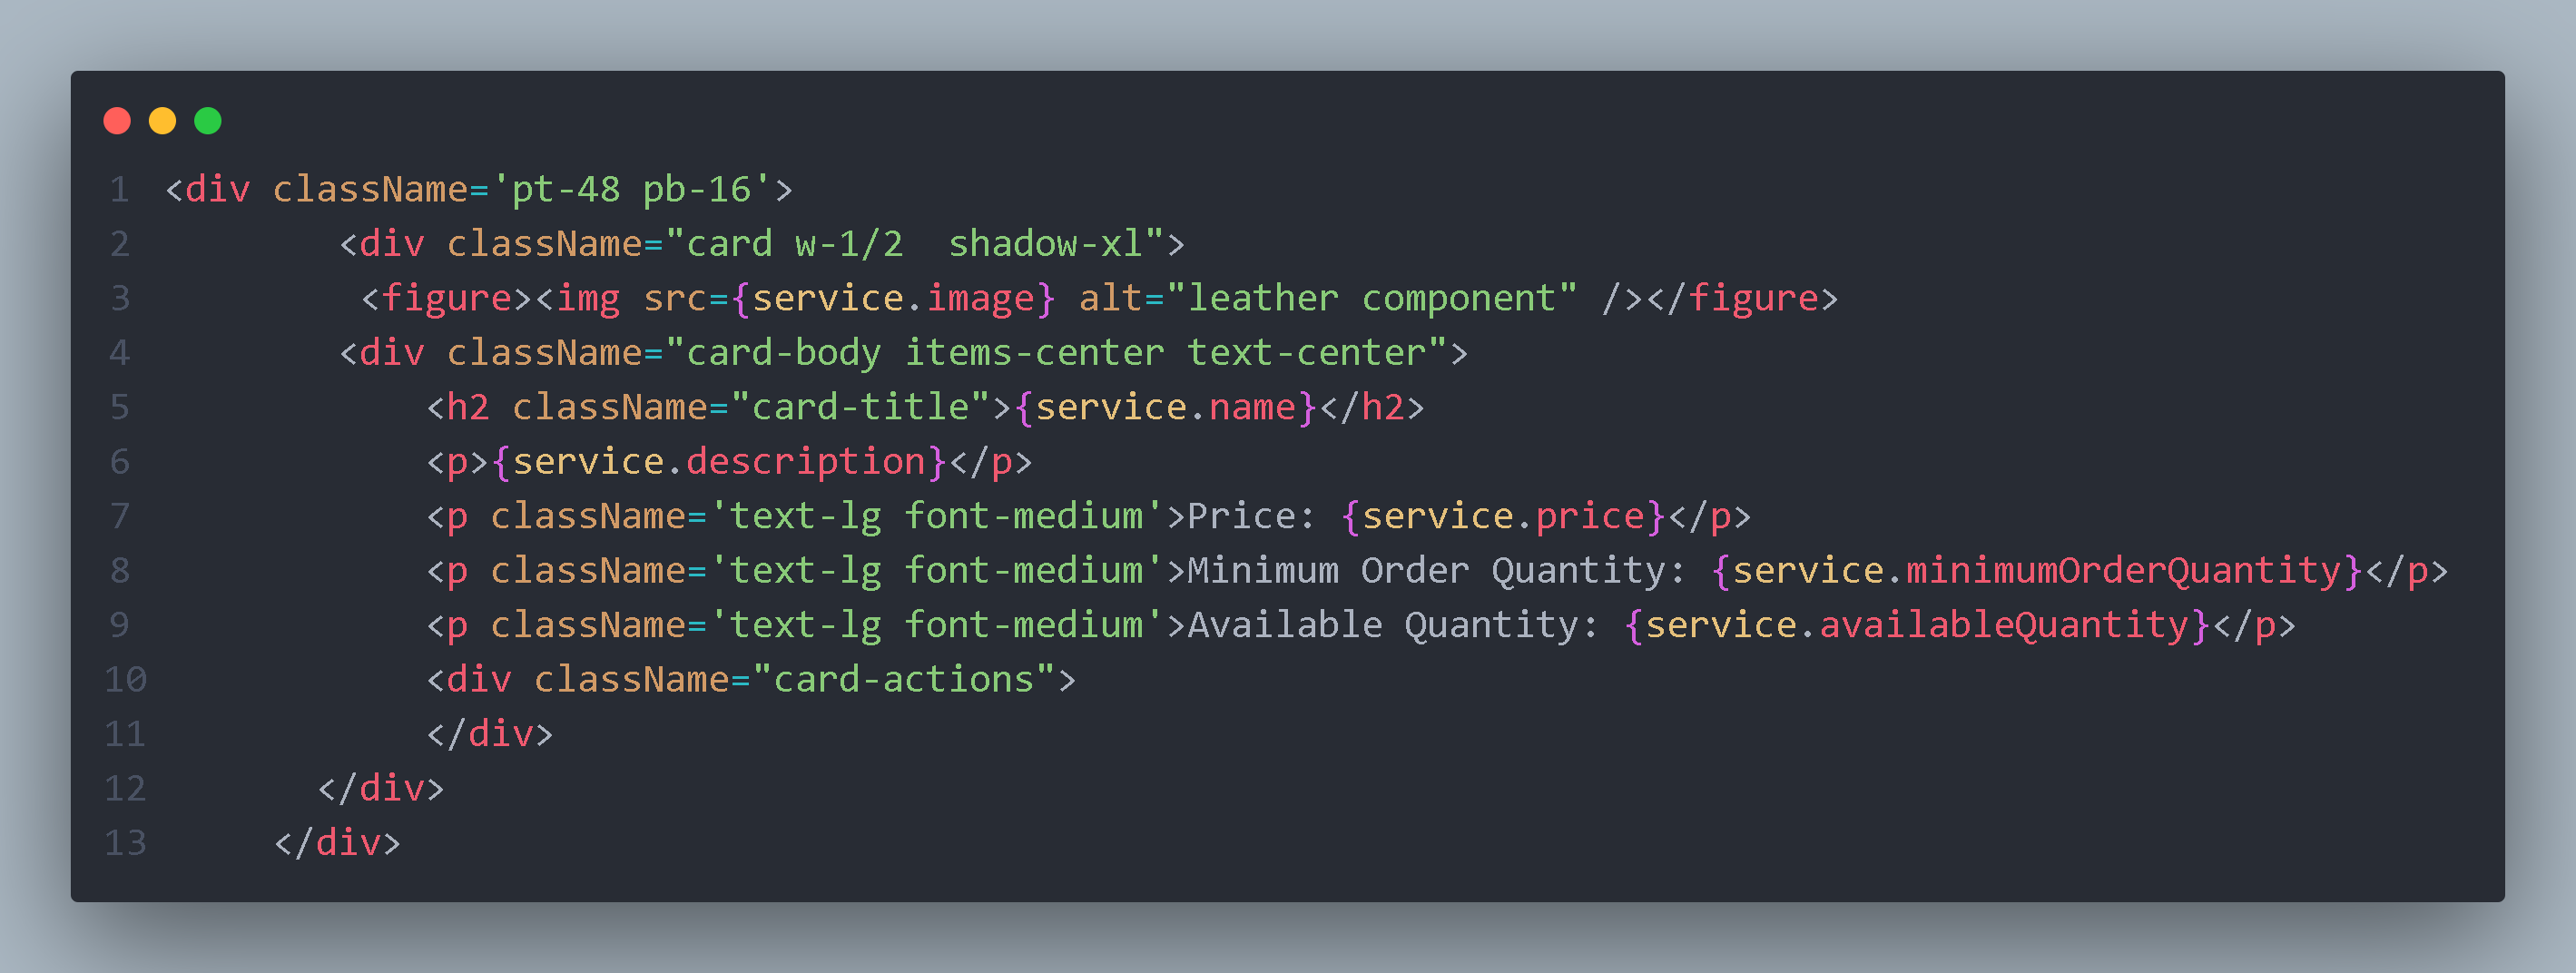 1 <div className='pt-48 pb-16'>
2         <div className="card w-1/2  shadow-xl">
3          <figure><img src={service.image} alt="leather component" /></figure>
4         <div className="card-body items-center text-center">
5             <h2 className="card-title">{service.name}</h2>
6             <p>{service.description}</p>
7             <p className='text-lg font-medium'>Price: {service.price}</p>
8             <p className='text-lg font-medium'>Minimum Order Quantity: {service.minimumOrderQuantity}</p>
9             <p className='text-lg font-medium'>Available Quantity: {service.availableQuantity}</p>
10             <div className="card-actions">
11             </div>
12        </div>
13      </div>